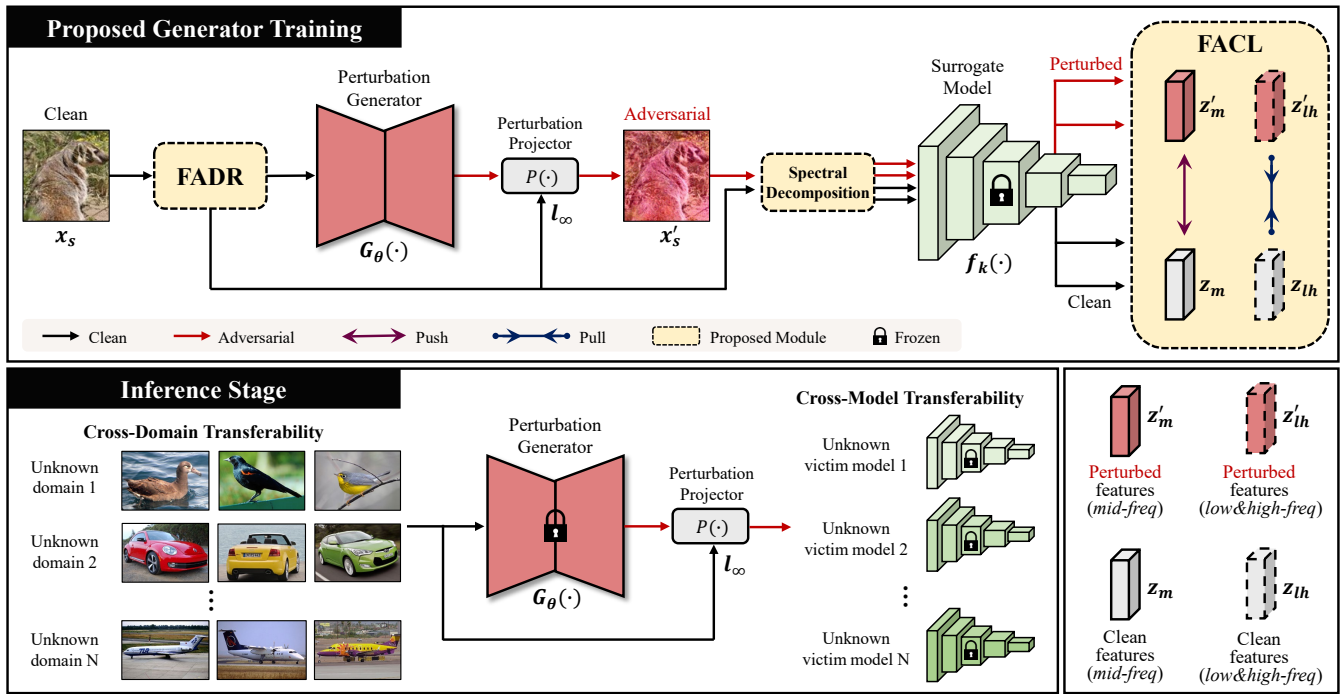 Proposed Generator Training
Clean
x_s
FADR
Perturbation
Generator
G_θ(·)
Perturbation
Projector
P(·)
l_∞
Adversarial
x′_s
Spectral
Decomposition
Surrogate
Model
f_k(·)
Perturbed
Clean
FACL
z′_m
z′_lh
z_m
z_lh
Clean
Adversarial
Push
Pull
Proposed Module
Frozen
Inference Stage
Cross-Domain Transferability
Unknown
domain 1
Unknown
domain 2
⋮
Unknown
domain N
Perturbation
Generator
G_θ(·)
Perturbation
Projector
P(·)
l_∞
Cross-Model Transferability
Unknown
victim model 1
Unknown
victim model 2
⋮
Unknown
victim model N
z′_m
Perturbed
features
(mid-freq)
z′_lh
Perturbed
features
(low&high-freq)
z_m
Clean
features
(mid-freq)
z_lh
Clean
features
(low&high-freq)